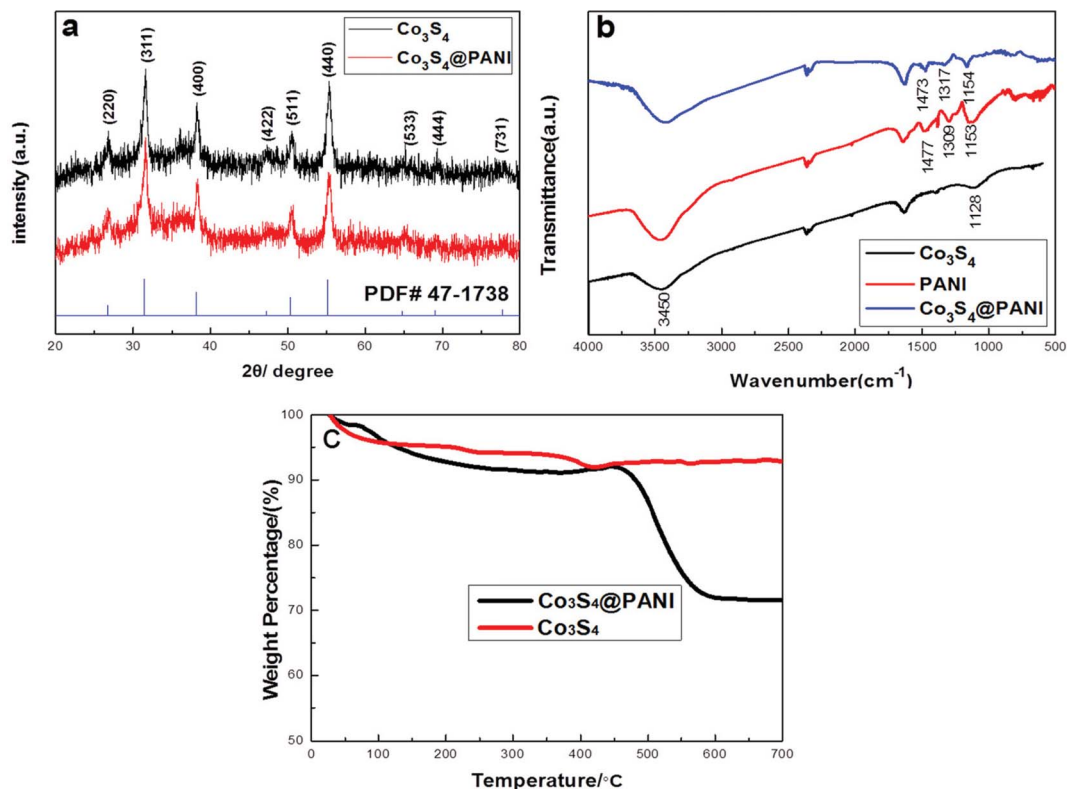 a
Co3S4
Co3S4@PANI
(220)
(311)
(400)
(422)
(511)
(440)
(533)
(444)
(731)
PDF# 47-1738
intensity (a.u.)
20 30 40 50 60 70 80
2θ/ degree
b
1473
1317
1154
1477
1309
1153
1128
3450
Co3S4
PANI
Co3S4@PANI
Transmittance(a.u.)
4000 3500 3000 2500 2000 1500 1000 500
Wavenumber(cm-1)
C
100
90
80
70
60
50
Weight Percentage/(%)
Co3S4@PANI
Co3S4
0 100 200 300 400 500 600 700
Temperature/°C